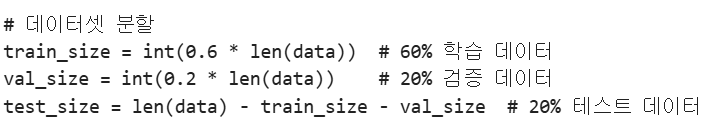 # 데이터셋 분할
train_size = int(0.6 * len(data))  # 60% 학습 데이터
val_size = int(0.2 * len(data))    # 20% 검증 데이터
test_size = len(data) - train_size - val_size  # 20% 테스트 데이터